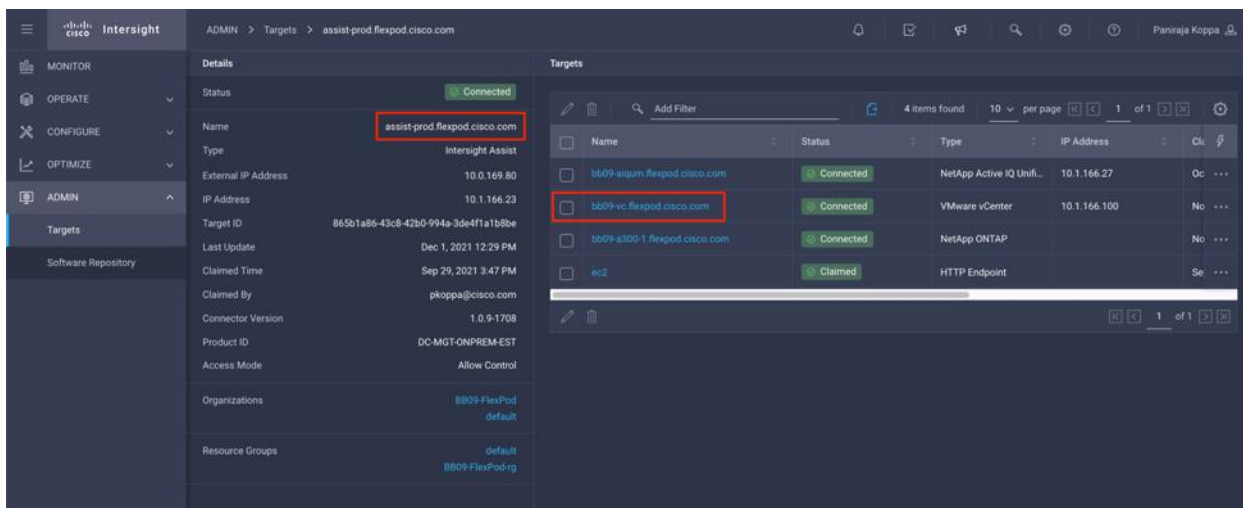 cisco Intersight
ADMIN > Targets > assist-prod.flexpod.cisco.com
Paniraja Koppa
MONITOR
OPERATE
CONFIGURE
OPTIMIZE
ADMIN
Targets
Software Repository
Details
Status Connected
Name assist-prod.flexpod.cisco.com
Type Intersight Assist
External IP Address 10.0.169.80
IP Address 10.1.166.23
Target ID 865b1a86-43c8-42b0-994a-3de4f1a1b8be
Last Update Dec 1, 2021 12:29 PM
Claimed Time Sep 29, 2021 3:47 PM
Claimed By pkoppa@cisco.com
Connector Version 1.0.9-1708
Product ID DC-MGT-ONPREM-EST
Access Mode Allow Control
Organizations BB09-FlexPod
default
Resource Groups default
BB09-FlexPod-rg
Targets
Add Filter 4 items found 10 per page 1 of 1
Name Status Type IP Address Cla
bb09-aiqum.flexpod.cisco.com Connected NetApp Active IQ Unifi... 10.1.166.27 Oc ...
bb09-vc.flexpod.cisco.com Connected VMware vCenter 10.1.166.100 No ...
bb09-a300-1.flexpod.cisco.com Connected NetApp ONTAP No ...
ec2 Claimed HTTP Endpoint Se ...
1 of 1